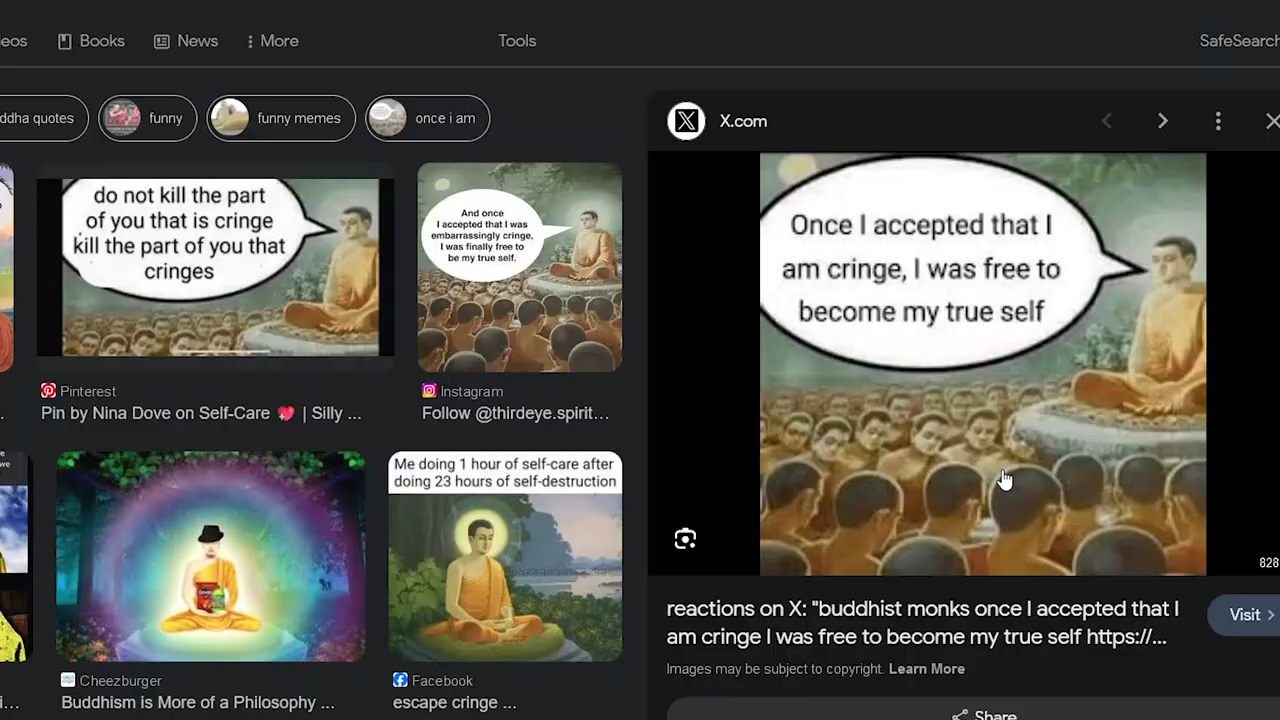 eos
Books
News
More
Tools
SafeSearch
ddha quotes
funny
funny memes
once i am
do not kill the part
of you that is cringe
kill the part of you that
cringes
Pinterest
Pin by Nina Dove on Self-Care 💖 | Silly ...
And once
I accepted that I was
embarrassingly cringe,
I was finally free to
be my true self.
Instagram
Follow @thirdeye.spirit...
Cheezburger
Buddhism is More of a Philosophy ...
Me doing 1 hour of self-care after
doing 23 hours of self-destruction
Facebook
escape cringe ...
X.com
Once I accepted that I
am cringe, I was free to
become my true self
828
reactions on X: "buddhist monks once I accepted that I
am cringe I was free to become my true self https://...
Visit
Images may be subject to copyright. Learn More
Share